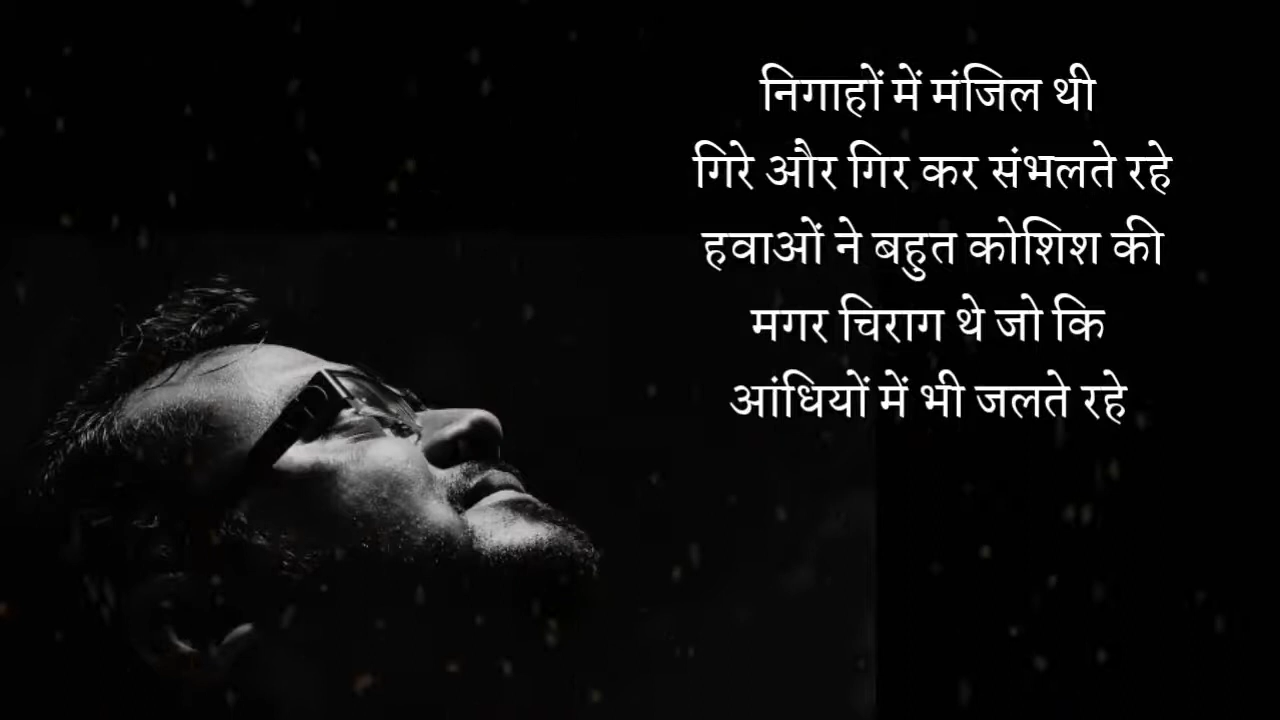 निगाहों में मंजिल थी
गिरे और गिर कर संभलते रहे
हवाओं ने बहुत कोशिश की
मगर चिराग थे जो कि
आंधियों में भी जलते रहे